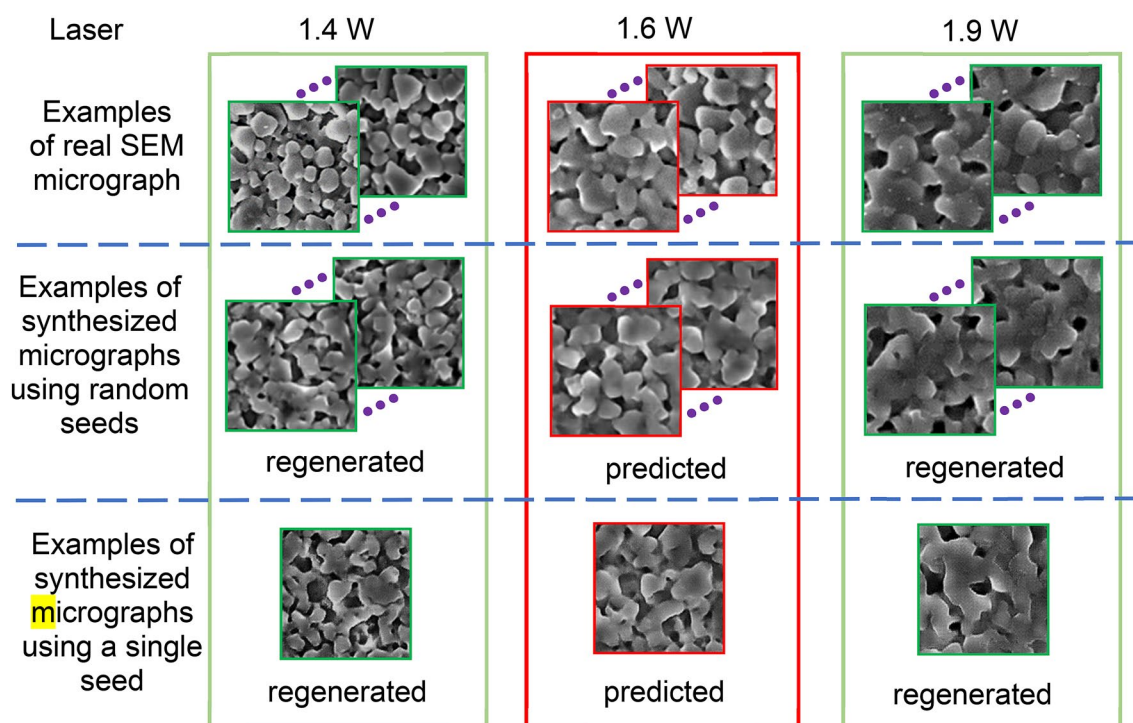 Laser 1.4 W 1.6 W 1.9 W
Examples
of real SEM
micrograph
Examples of
synthesized
micrographs
using random
seeds
regenerated predicted regenerated
Examples of
synthesized
micrographs
using a single
seed
regenerated predicted regenerated